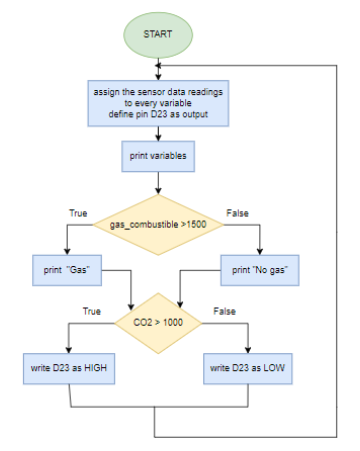 START
assign the sensor data readings
to every variable
define pin D23 as output
print variables
True
False
gas_combustible >1500
print "Gas"
print "No gas"
True
False
CO2 > 1000
write D23 as HIGH
write D23 as LOW